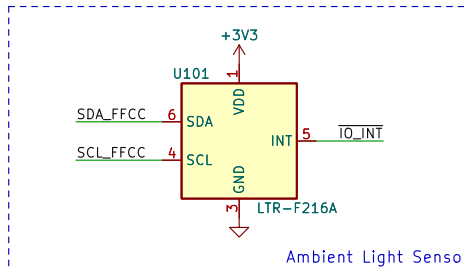 +3V3
U101
1
VDD
SDA_FFCC
6
SDA
IO_INT
INT
5
SCL_FFCC
4
SCL
GND
3
LTR-F216A
Ambient Light Senso